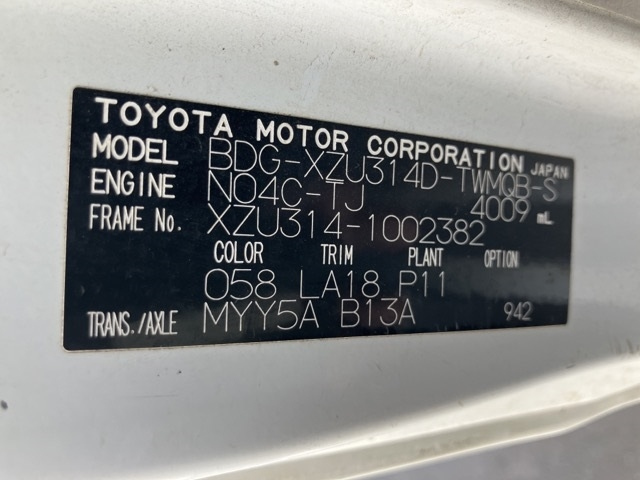 TOYOTA MOTOR CORPORATION JAPAN
MODEL BDG-XZU314D-TWMQB-S
ENGINE N04C-TJ 4009 mL
FRAME No. XZU314-1002382
COLOR TRIM PLANT OPTION
058 LA18 P11
TRANS./AXLE MYY5A B13A 942